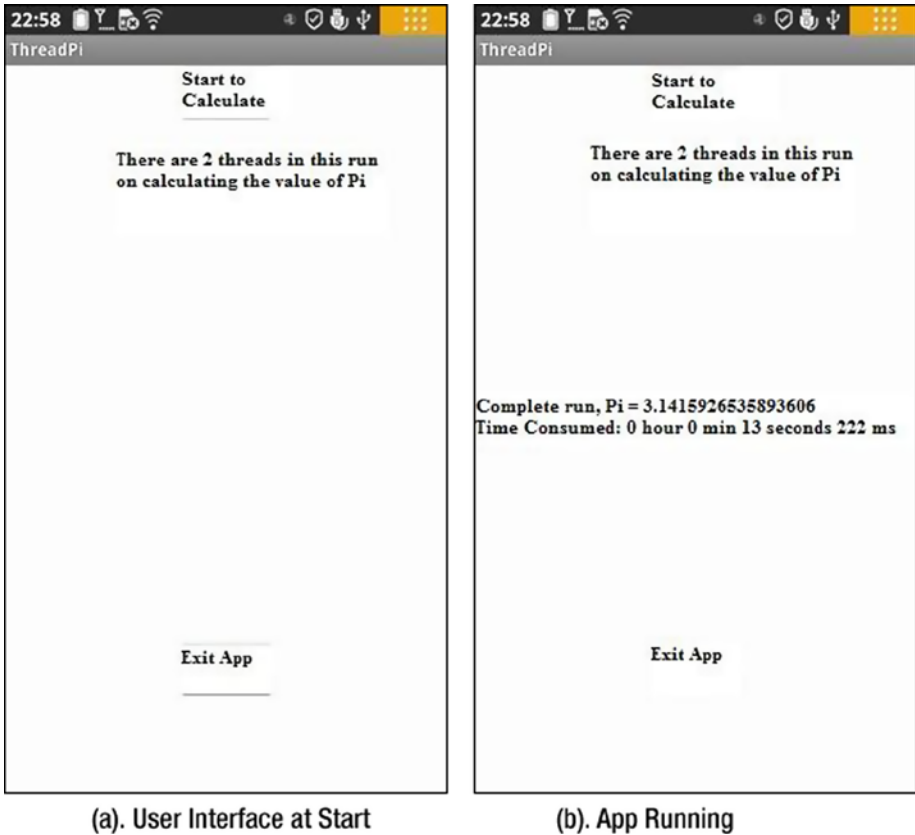 22:58
ThreadPi
Start to
Calculate
There are 2 threads in this run
on calculating the value of Pi
Exit App
(a). User Interface at Start
22:58
ThreadPi
Start to
Calculate
There are 2 threads in this run
on calculating the value of Pi
Complete run, Pi = 3.1415926535893606
Time Consumed: 0 hour 0 min 13 seconds 222 ms
Exit App
(b). App Running